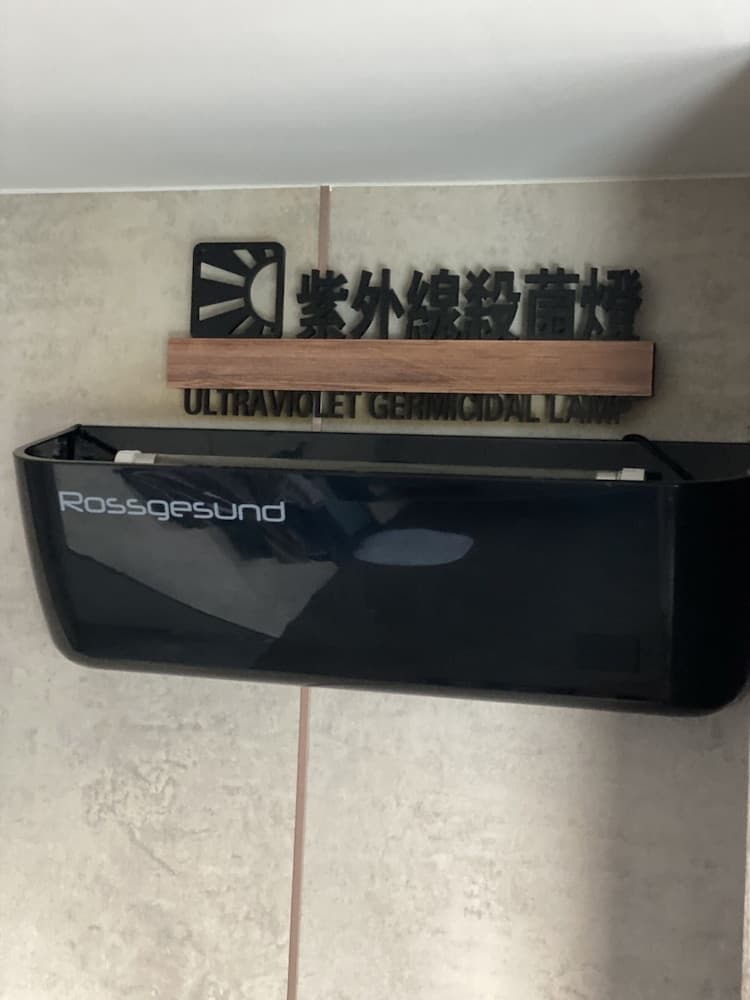 紫外線殺菌燈
ULTRAVIOLET GERMICIDAL LAMP
Rossgesund